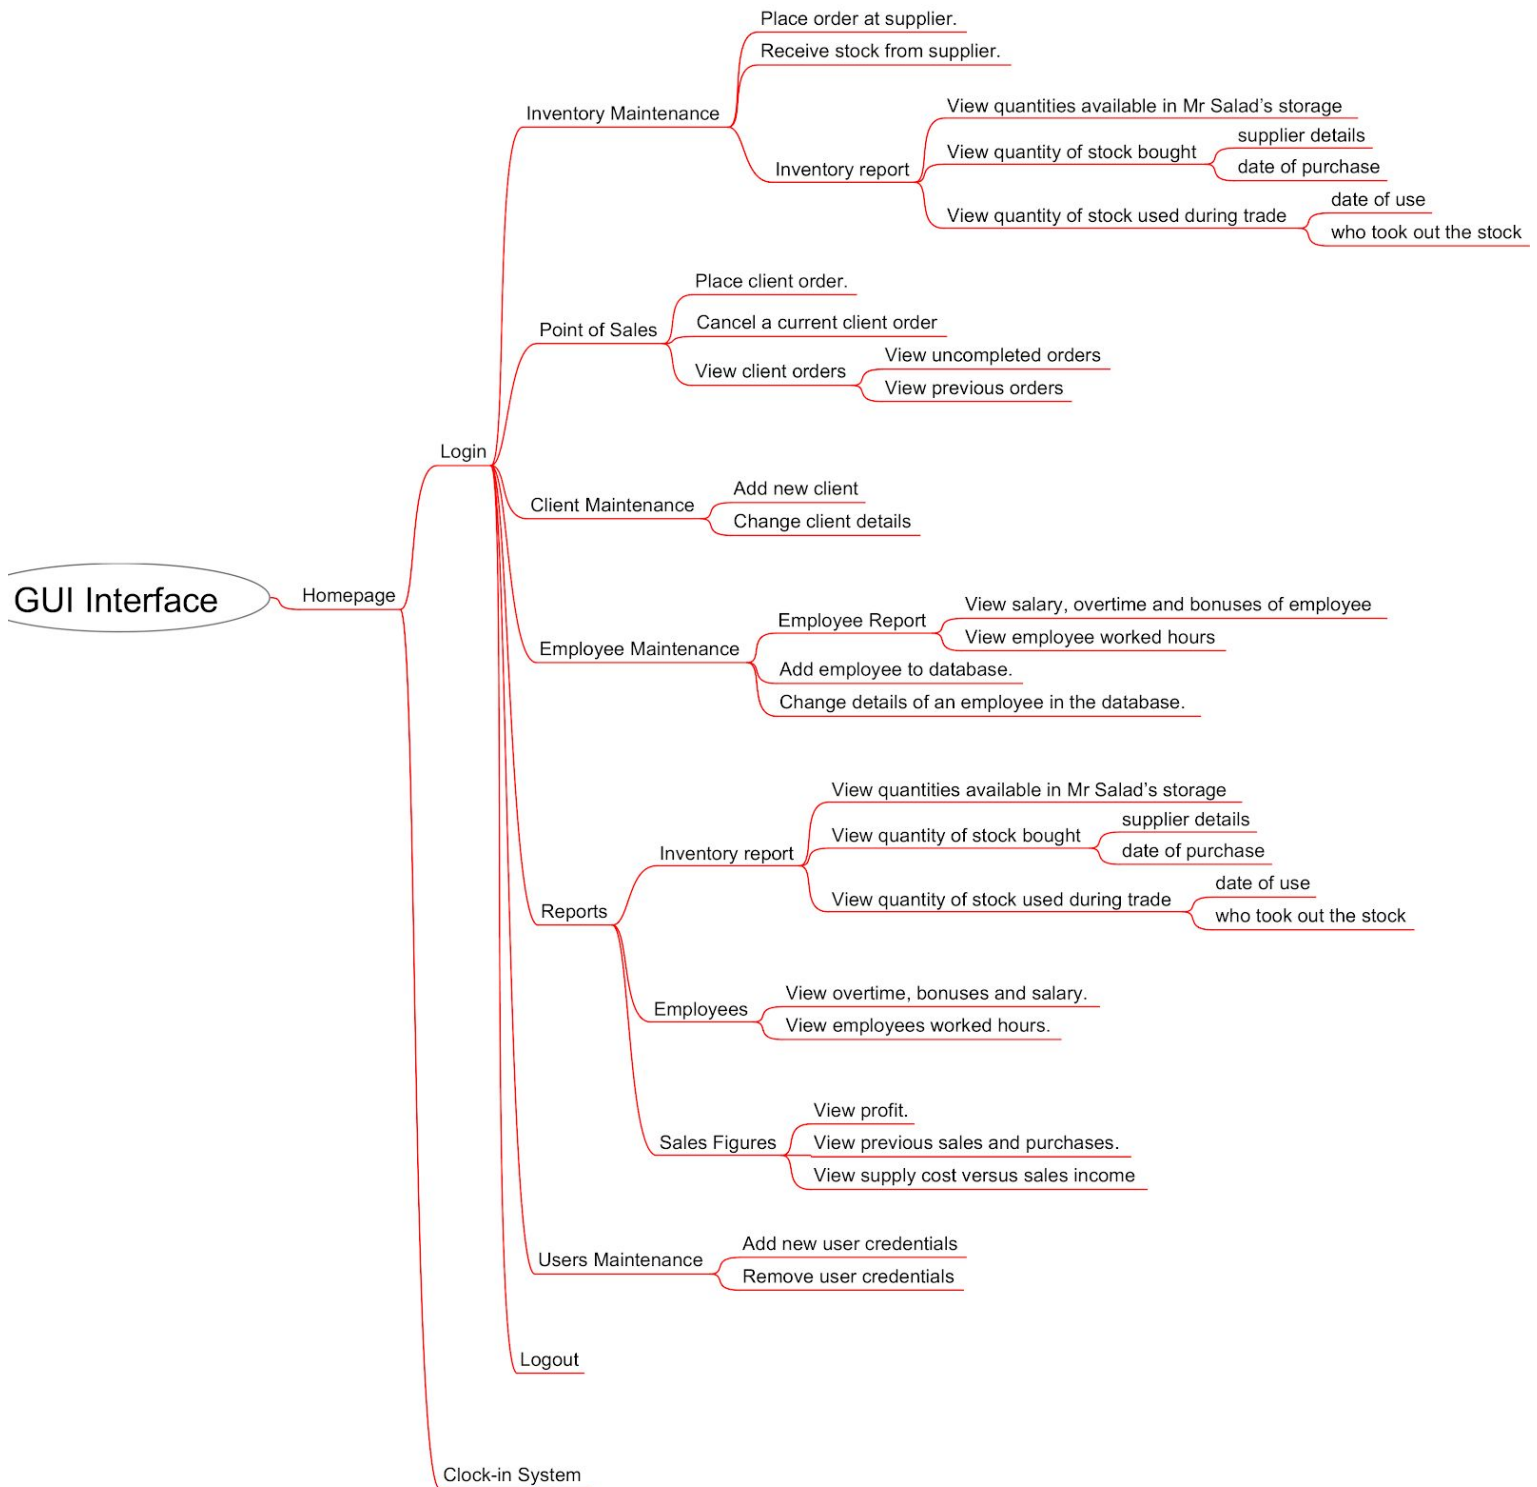 Place order at supplier.
Receive stock from supplier.
Inventory Maintenance
View quantities available in Mr Salad's storage
supplier details
View quantity of stock bought
date of purchase
Inventory report
date of use
View quantity of stock used during trade
who took out the stock
Place client order.
Point of Sales
Cancel a current client order
View uncompleted orders
View client orders
View previous orders
Login
Add new client
Client Maintenance
Change client details
GUI Interface
Homepage
View salary, overtime and bonuses of employee
Employee Report
View employee worked hours
Employee Maintenance
Add employee to database.
Change details of an employee in the database.
View quantities available in Mr Salad's storage
supplier details
View quantity of stock bought
date of purchase
Inventory report
date of use
View quantity of stock used during trade
who took out the stock
Reports
View overtime, bonuses and salary.
Employees
View employees worked hours.
View profit.
Sales Figures
View previous sales and purchases.
View supply cost versus sales income
Add new user credentials
Users Maintenance
Remove user credentials
Logout
Clock-in System